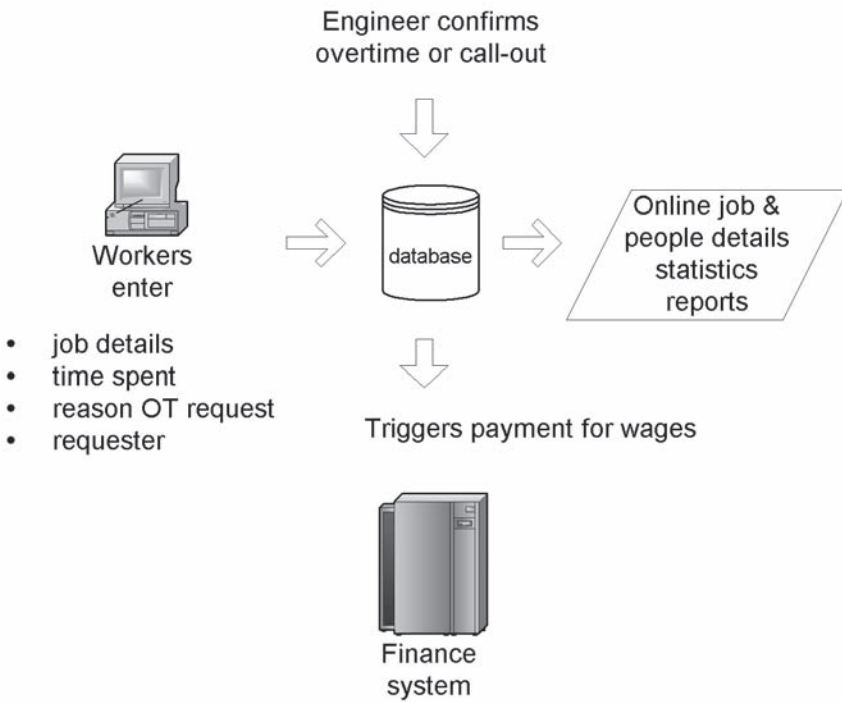 Engineer confirms
overtime or call-out
Workers
enter
• job details
• time spent
• reason OT request
• requester
database
Online job &
people details
statistics
reports
Triggers payment for wages
Finance
system